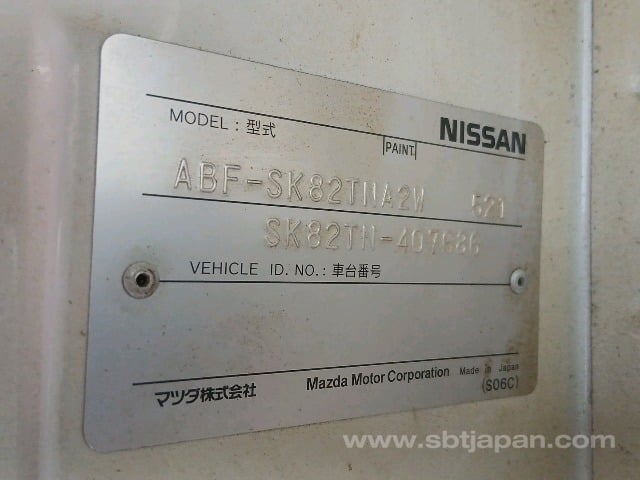 MODEL : 型式
PAINT
NISSAN
ABF-SK82TNA2W 521
SK82TN-407686
VEHICLE ID. NO. : 車台番号
マツダ株式会社 Mazda Motor Corporation Made in Japan
(S06C)
www.sbtjapan.com